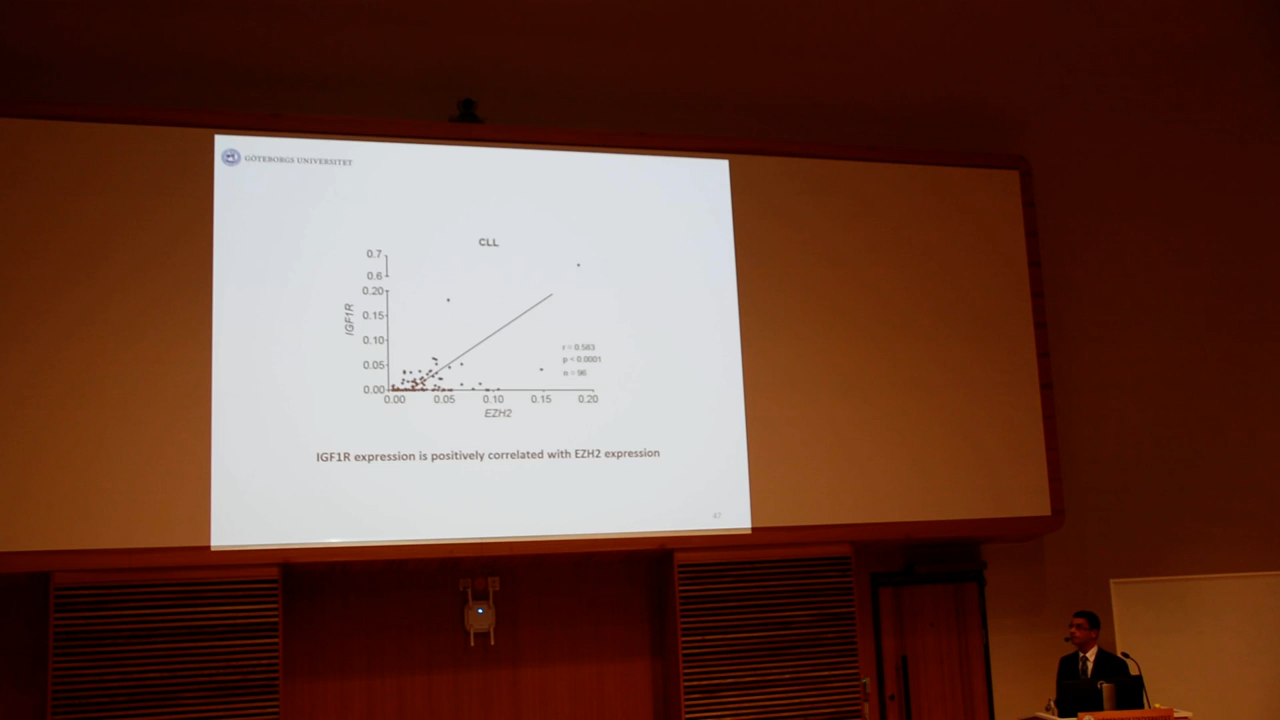 GÖTEBORGS UNIVERSITET
CLL
0.7
0.6
0.20
0.15
0.10
0.05
0.00
IGF1R
r = 0.583
p < 0.0001
n = 96
0.00 0.05 0.10 0.15 0.20
EZH2
IGF1R expression is positively correlated with EZH2 expression
47